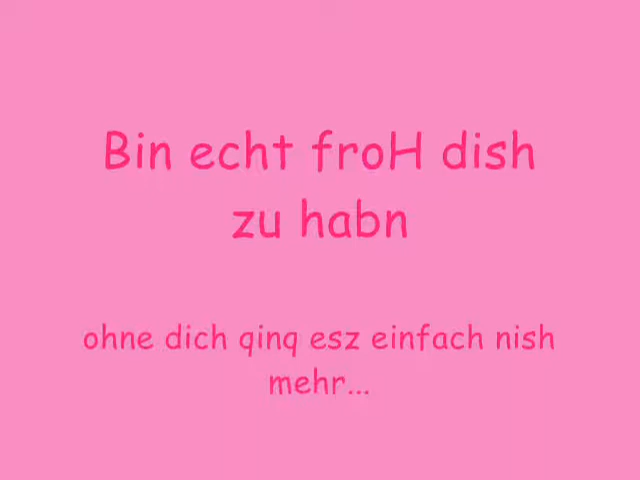 Bin echt froH dish
zu habn
ohne dich qinq esz einfach nish
mehr...